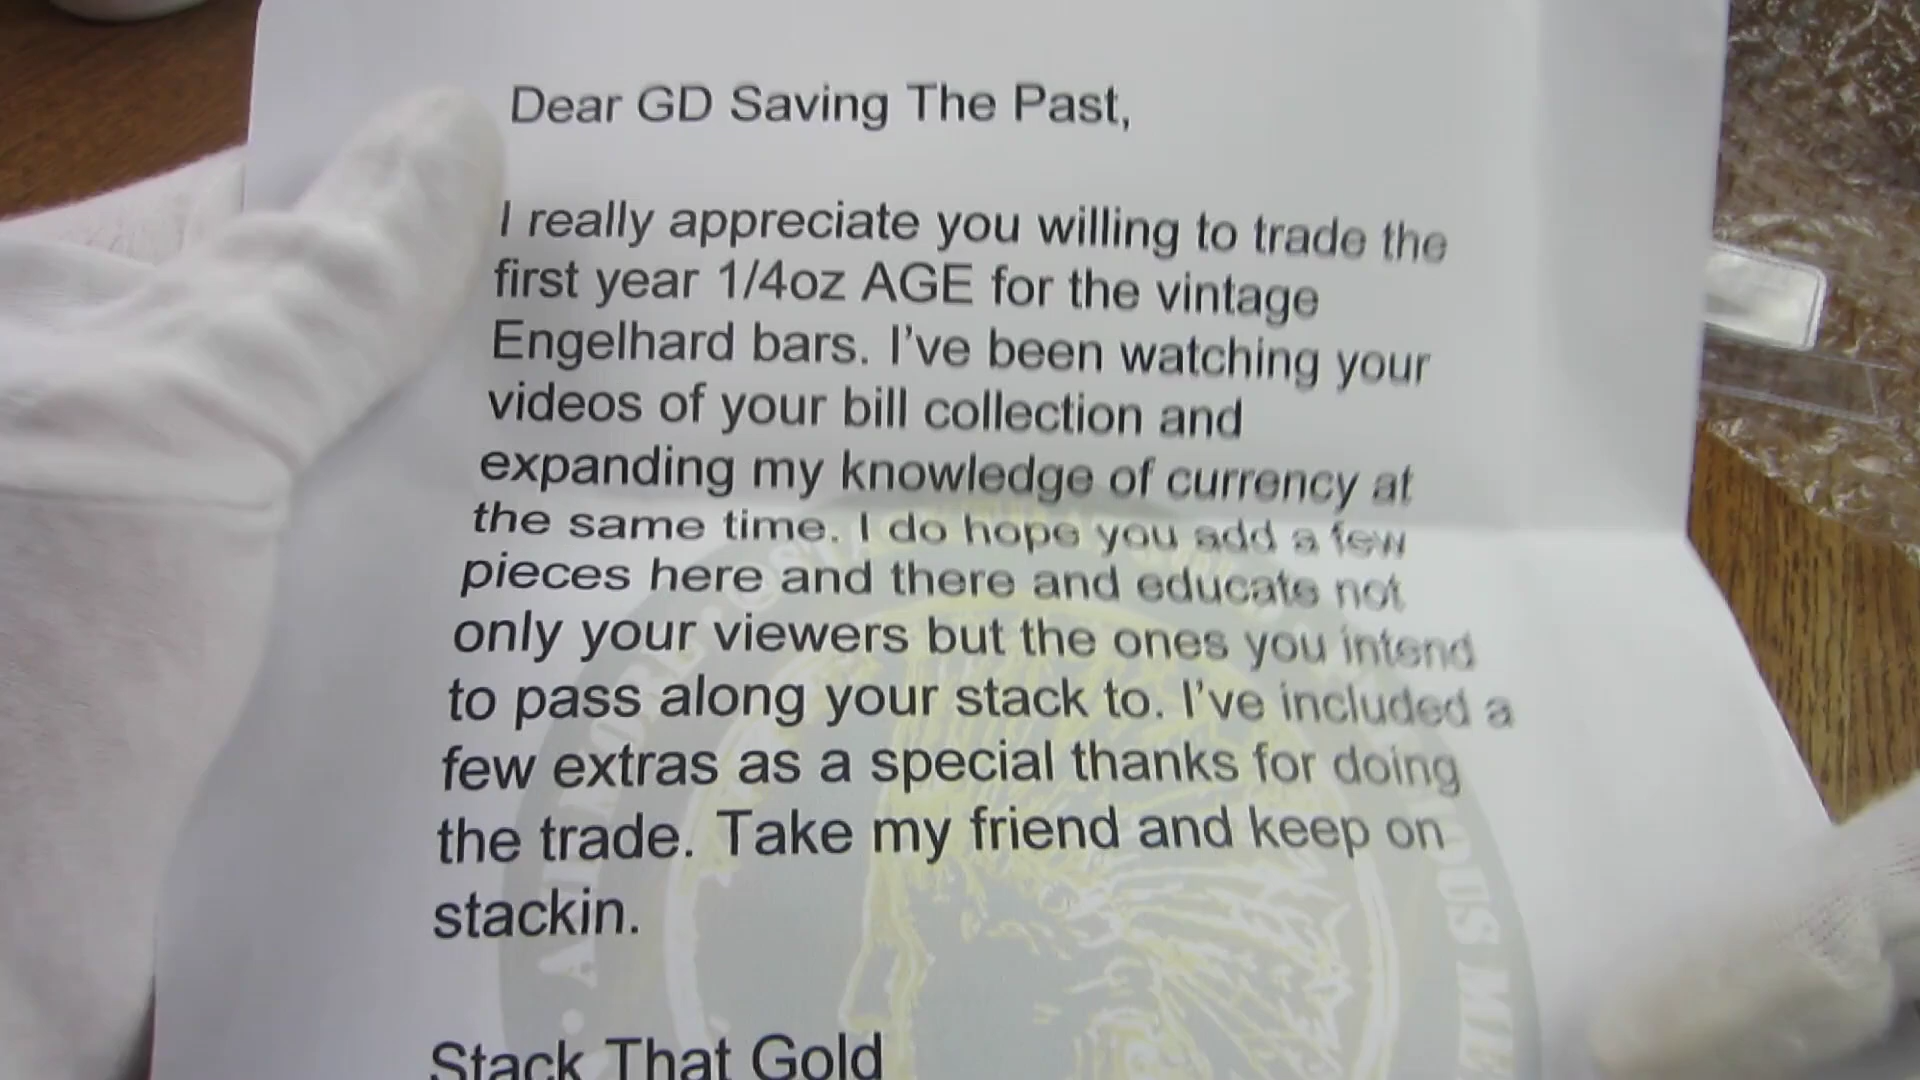 Dear GD Saving The Past,
I really appreciate you willing to trade the
first year 1/4oz AGE for the vintage
Engelhard bars. I've been watching your
videos of your bill collection and
expanding my knowledge of currency at
the same time. I do hope you add a few
pieces here and there and educate not
only your viewers but the ones you intend
to pass along your stack to. I've included a
few extras as a special thanks for doing
the trade. Take my friend and keep on
stackin.
Stack That Gold